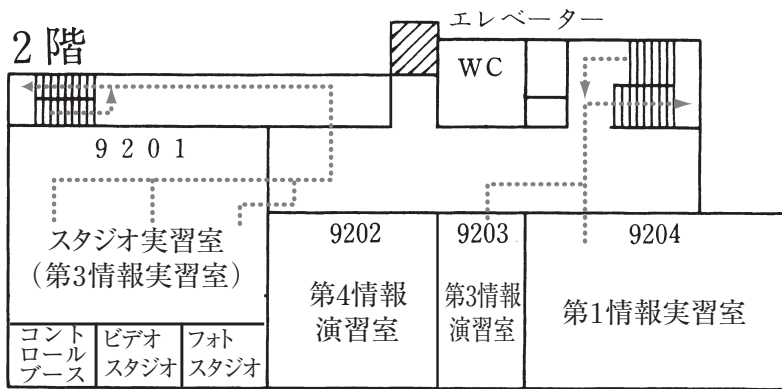 2階
エレベーター
WC
9201
スタジオ実習室
（第3情報実習室）
コント
ロール
ブース
ビデオ
スタジオ
フォト
スタジオ
9202
第4情報
演習室
9203
第3情報
演習室
9204
第1情報実習室